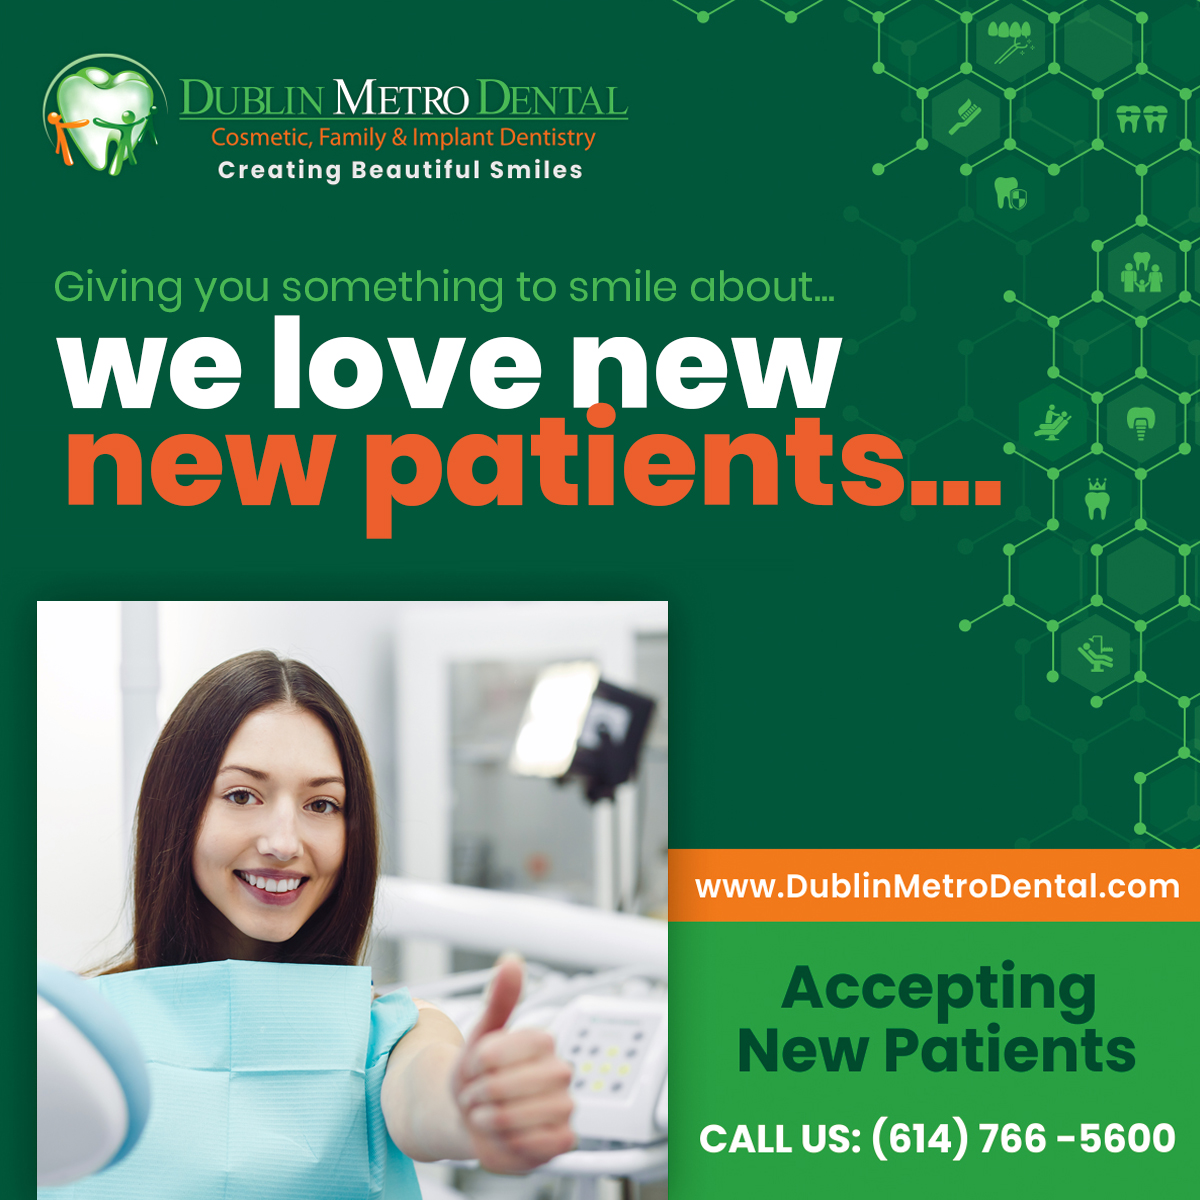 DUBLIN METRO DENTAL
Cosmetic, Family & Implant Dentistry
Creating Beautiful Smiles
Giving you something to smile about...
we love new
new patients...
www.DublinMetroDental.com
Accepting
New Patients
CALL US: (614) 766 -5600